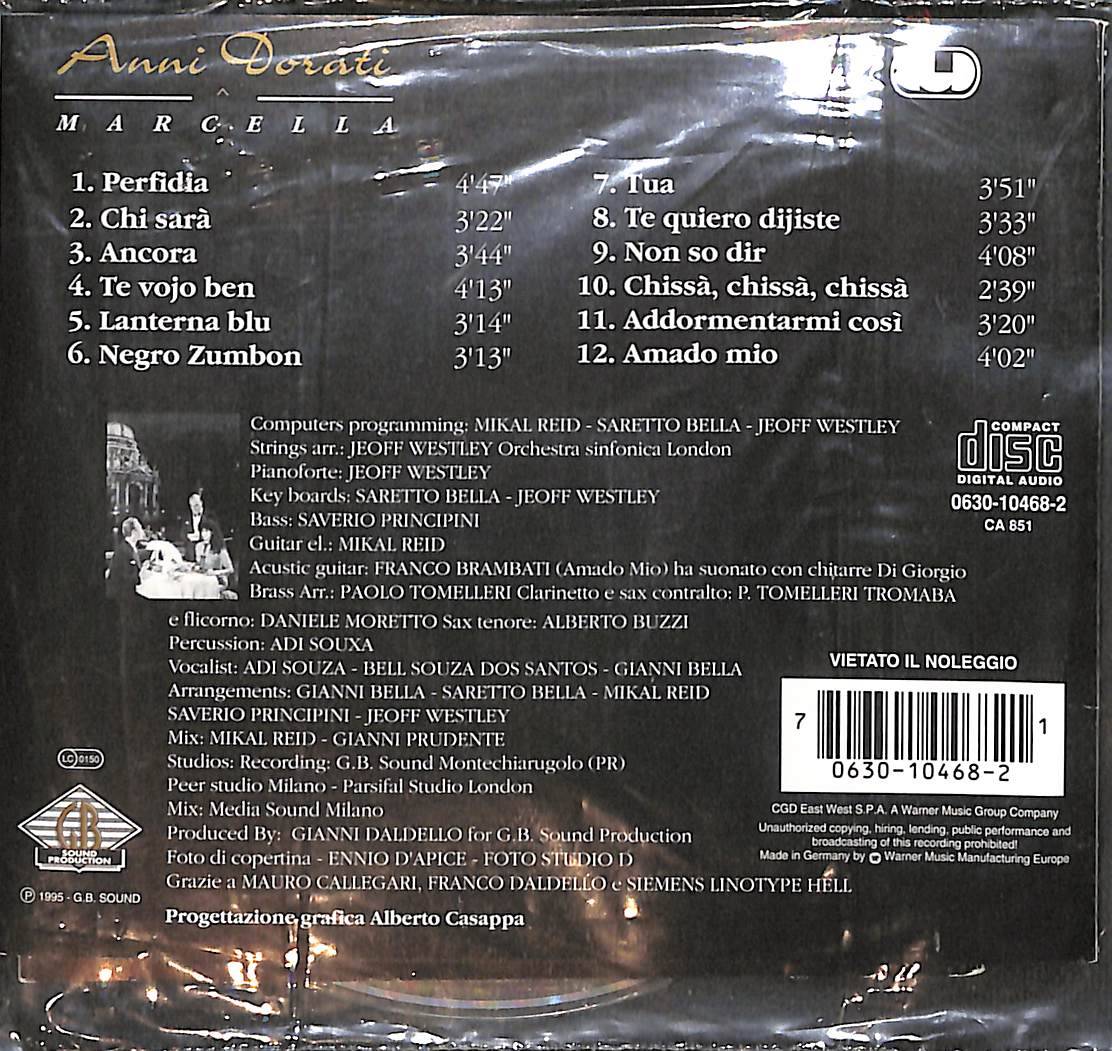 Anni Dorati
MARCELLA
1. Perfidia 4'47"
2. Chi sarà 3'22"
3. Ancora 3'44"
4. Te vojo ben 4'13"
5. Lanterna blu 3'14"
6. Negro Zumbon 3'13"
7. Tua 3'51"
8. Te quiero dijiste 3'33"
9. Non so dir 4'08"
10. Chissà, chissà, chissà 2'39"
11. Addormentarmi così 3'20"
12. Amado mio 4'02"
Computers programming: MIKAL REID - SARETTO BELLA - JEOFF WESTLEY
Strings arr.: JEOFF WESTLEY Orchestra sinfonica London
Pianoforte: JEOFF WESTLEY
Key boards: SARETTO BELLA - JEOFF WESTLEY
Bass: SAVERIO PRINCIPINI
Guitar el.: MIKAL REID
Acustic guitar: FRANCO BRAMBATI (Amado Mio) ha suonato con chitarre Di Giorgio
Brass Arr.: PAOLO TOMELLERI Clarinetto e sax contralto: P. TOMELLERI TROMABA
e flicorno: DANIELE MORETTO Sax tenore: ALBERTO BUZZI
Percussion: ADI SOUXA
Vocalist: ADI SOUZA - BELL SOUZA DOS SANTOS - GIANNI BELLA
Arrangements: GIANNI BELLA - SARETTO BELLA - MIKAL REID
SAVERIO PRINCIPINI - JEOFF WESTLEY
Mix: MIKAL REID - GIANNI PRUDENTE
Studios: Recording: G.B. Sound Montechiarugolo (PR)
Peer studio Milano - Parsifal Studio London
Mix: Media Sound Milano
Produced By: GIANNI DALDELLO for G.B. Sound Production
Foto di copertina - ENNIO D'APICE - FOTO STUDIO D
Grazie a MAURO CALLEGARI, FRANCO DALDELLO e SIEMENS LINOTYPE HELL
Progettazione grafica Alberto Casappa
COMPACT
disc
DIGITAL AUDIO
0630-10468-2
CA 851
VIETATO IL NOLEGGIO
7 1
0630-10468-2
CGD East West S.P.A. A Warner Music Group Company
Unauthorized copying, hiring, lending, public performance and
broadcasting of this recording prohibited!
Made in Germany by Warner Music Manufacturing Europe
LC 0150
GB
SOUND
PRODUCTION
℗ 1995 - G.B. SOUND